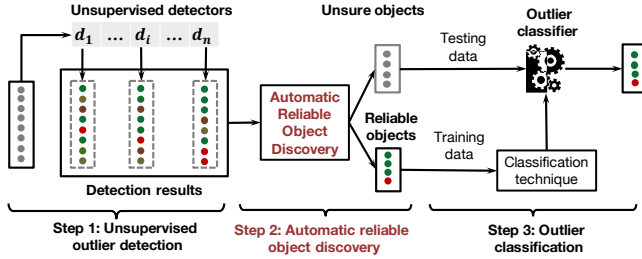 Unsupervised detectors
d1 ... di ... dn
Detection results
Step 1: Unsupervised
outlier detection
Unsure objects
Automatic
Reliable
Object
Discovery
Reliable
objects
Step 2: Automatic reliable
object discovery
Outlier
classifier
Testing
data
Training
data
Classification
technique
Step 3: Outlier
classification